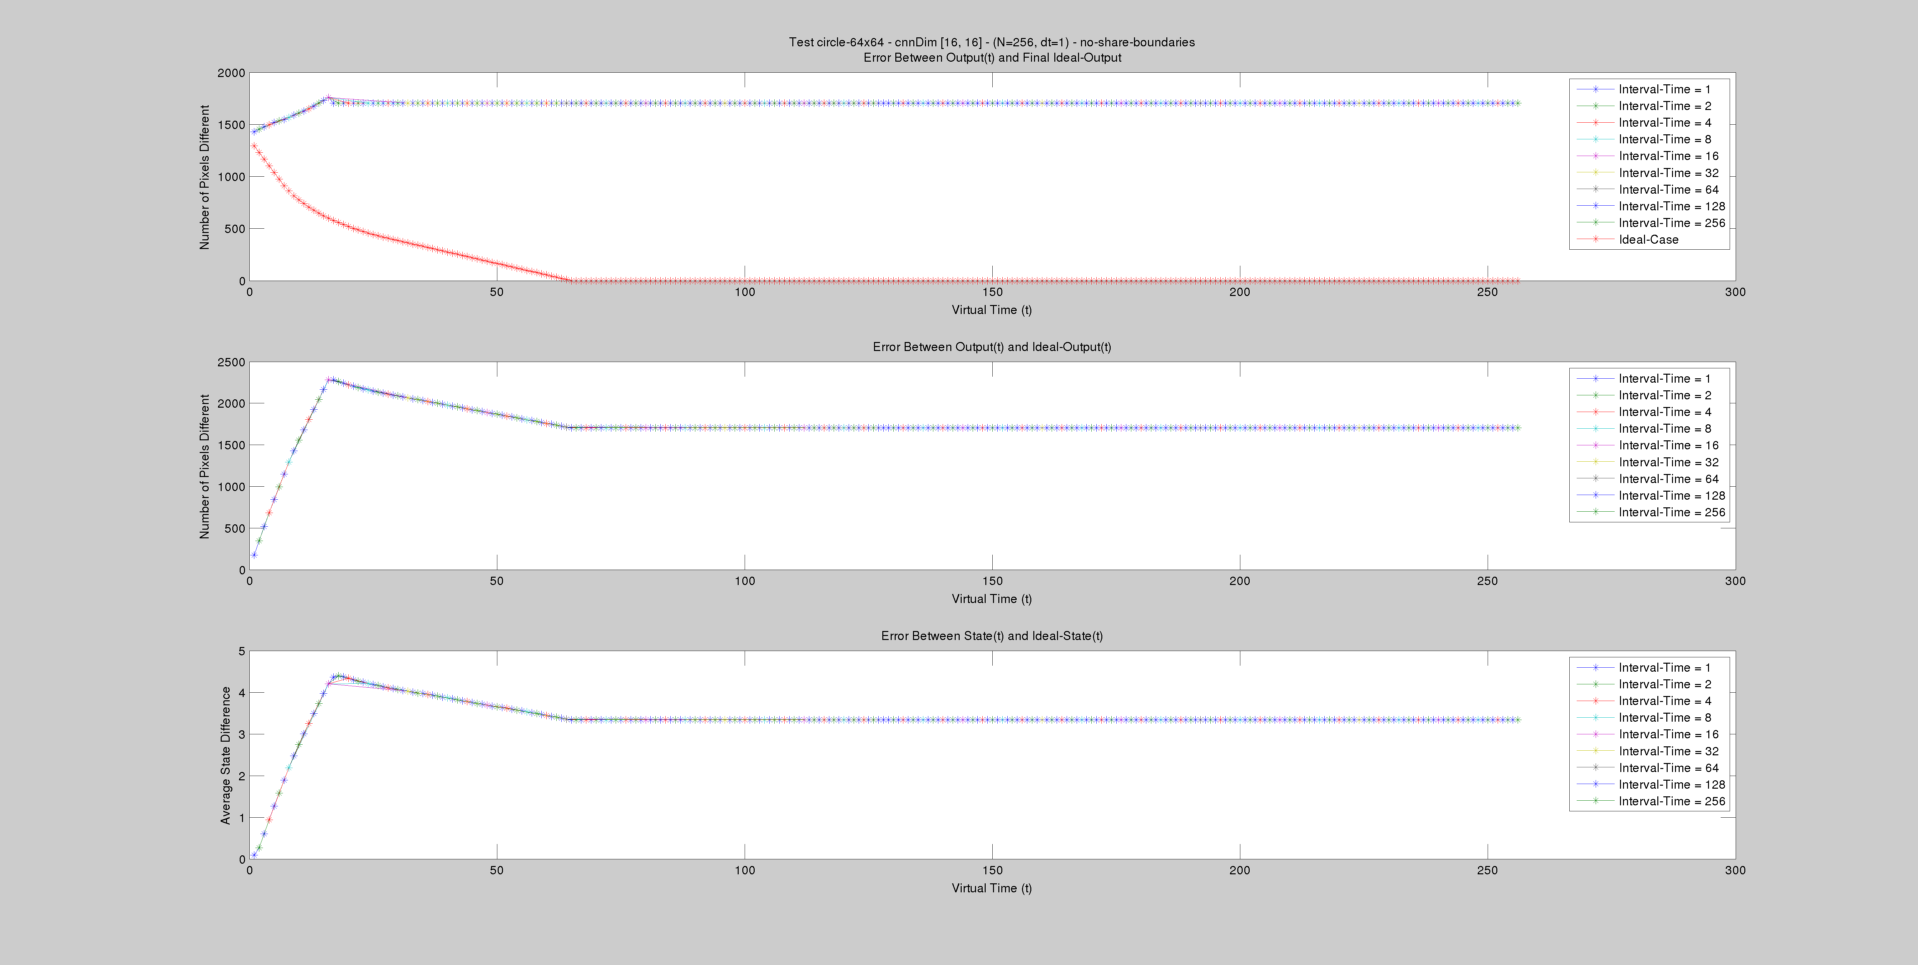 Test circle-64x64 - cnnDim [16, 16] - (N=256, dt=1) - no-share-boundaries
Error Between Output(t) and Final Ideal-Output
Number of Pixels Different
2000
1500
1000
500
0
0
50
100
150
200
250
300
Virtual Time (t)
Interval-Time = 1
Interval-Time = 2
Interval-Time = 4
Interval-Time = 8
Interval-Time = 16
Interval-Time = 32
Interval-Time = 64
Interval-Time = 128
Interval-Time = 256
Ideal-Case
Error Between Output(t) and Ideal-Output(t)
Number of Pixels Different
2500
2000
1500
1000
500
0
0
50
100
150
200
250
300
Virtual Time (t)
Interval-Time = 1
Interval-Time = 2
Interval-Time = 4
Interval-Time = 8
Interval-Time = 16
Interval-Time = 32
Interval-Time = 64
Interval-Time = 128
Interval-Time = 256
Error Between State(t) and Ideal-State(t)
Average State Difference
5
4
3
2
1
0
0
50
100
150
200
250
300
Virtual Time (t)
Interval-Time = 1
Interval-Time = 2
Interval-Time = 4
Interval-Time = 8
Interval-Time = 16
Interval-Time = 32
Interval-Time = 64
Interval-Time = 128
Interval-Time = 256